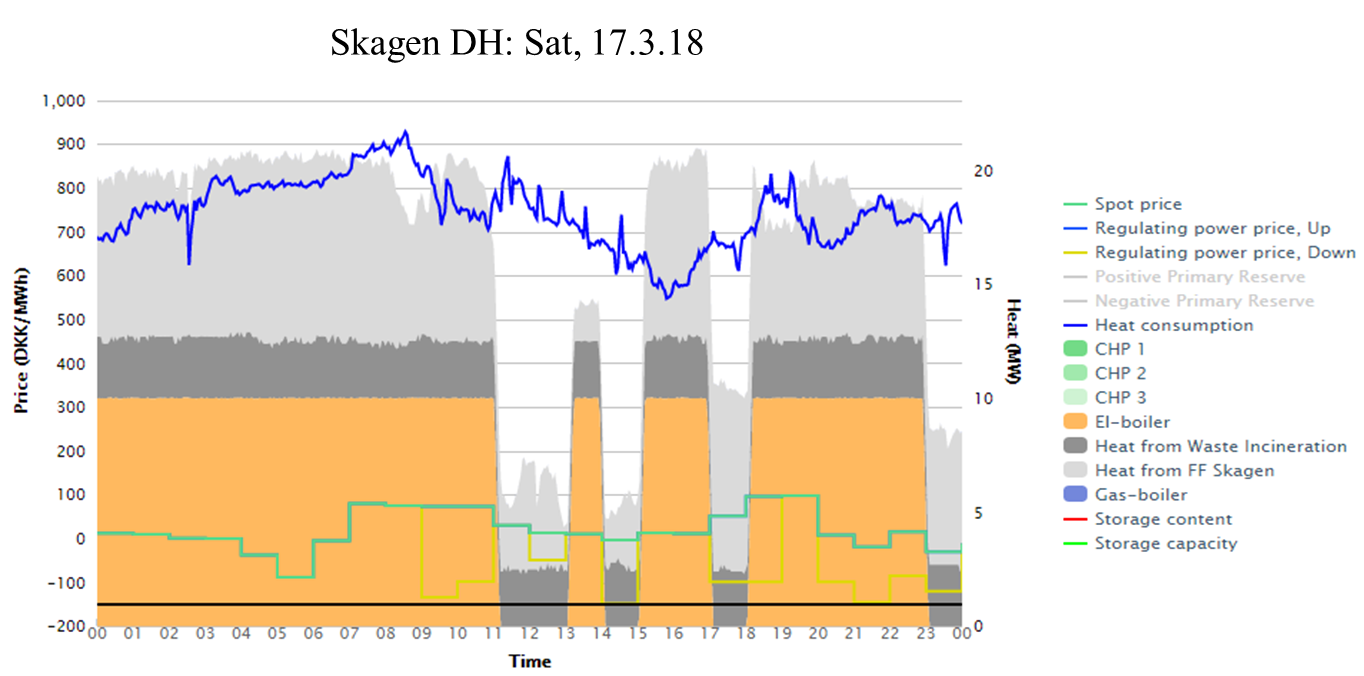 Skagen DH: Sat, 17.3.18
1,000
900
800
700
600
500
400
300
200
100
0
−100
−200
Price (DKK/MWh)
20
15
10
5
0
Heat (MW)
00 01 02 03 04 05 06 07 08 09 10 11 12 13 14 15 16 17 18 19 20 21 22 23 00
Time
Spot price
Regulating power price, Up
Regulating power price, Down
Positive Primary Reserve
Negative Primary Reserve
Heat consumption
CHP 1
CHP 2
CHP 3
El-boiler
Heat from Waste Incineration
Heat from FF Skagen
Gas-boiler
Storage content
Storage capacity